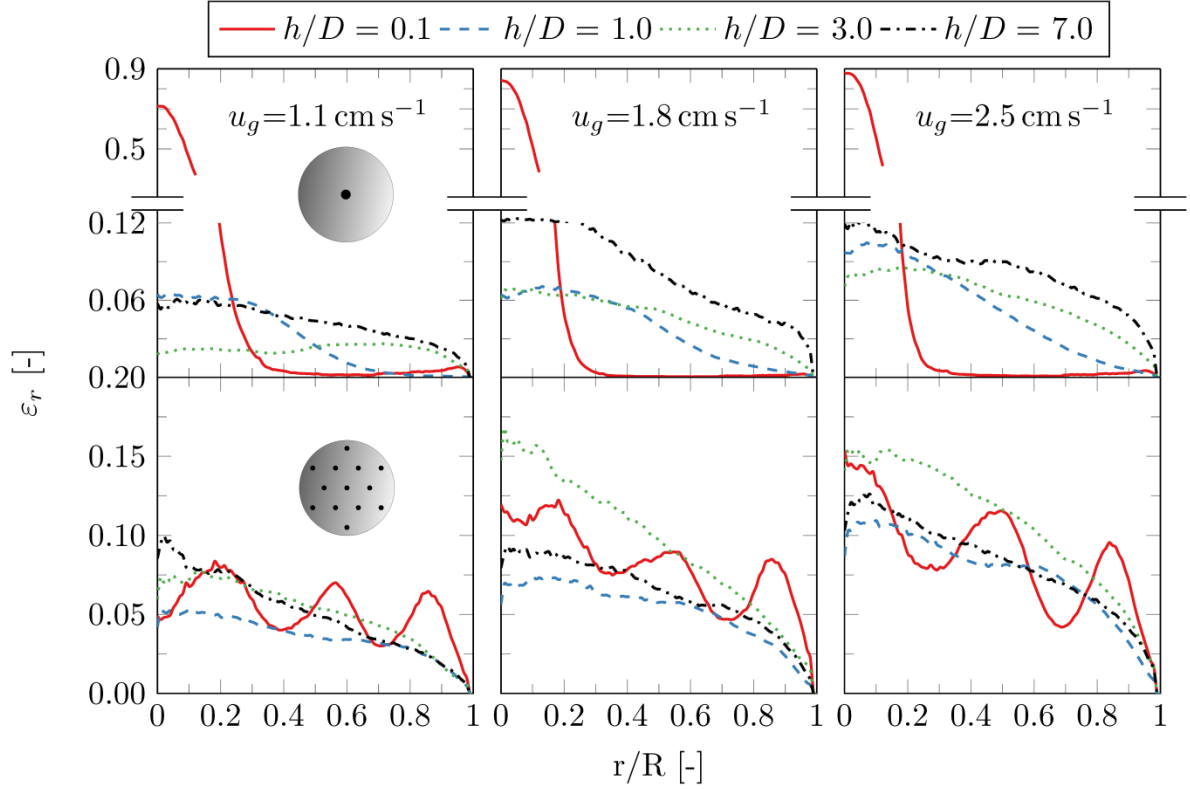 h/D = 0.1 h/D = 1.0 h/D = 3.0 h/D = 7.0
0.9
0.5
0.12
0.06
0.20
0.15
0.10
0.05
0.00
u_g=1.1 cm s⁻¹ u_g=1.8 cm s⁻¹ u_g=2.5 cm s⁻¹
ε_r [-]
0 0.2 0.4 0.6 0.8 1 0 0.2 0.4 0.6 0.8 1 0 0.2 0.4 0.6 0.8 1
r/R [-]